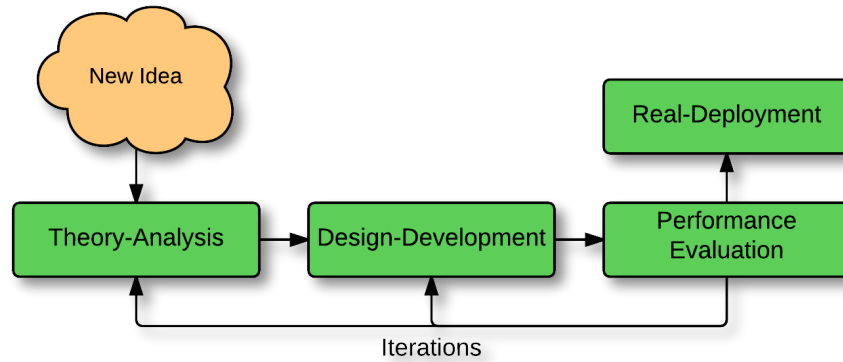 New Idea
Real-Deployment
Theory-Analysis
Design-Development
Performance
Evaluation
Iterations